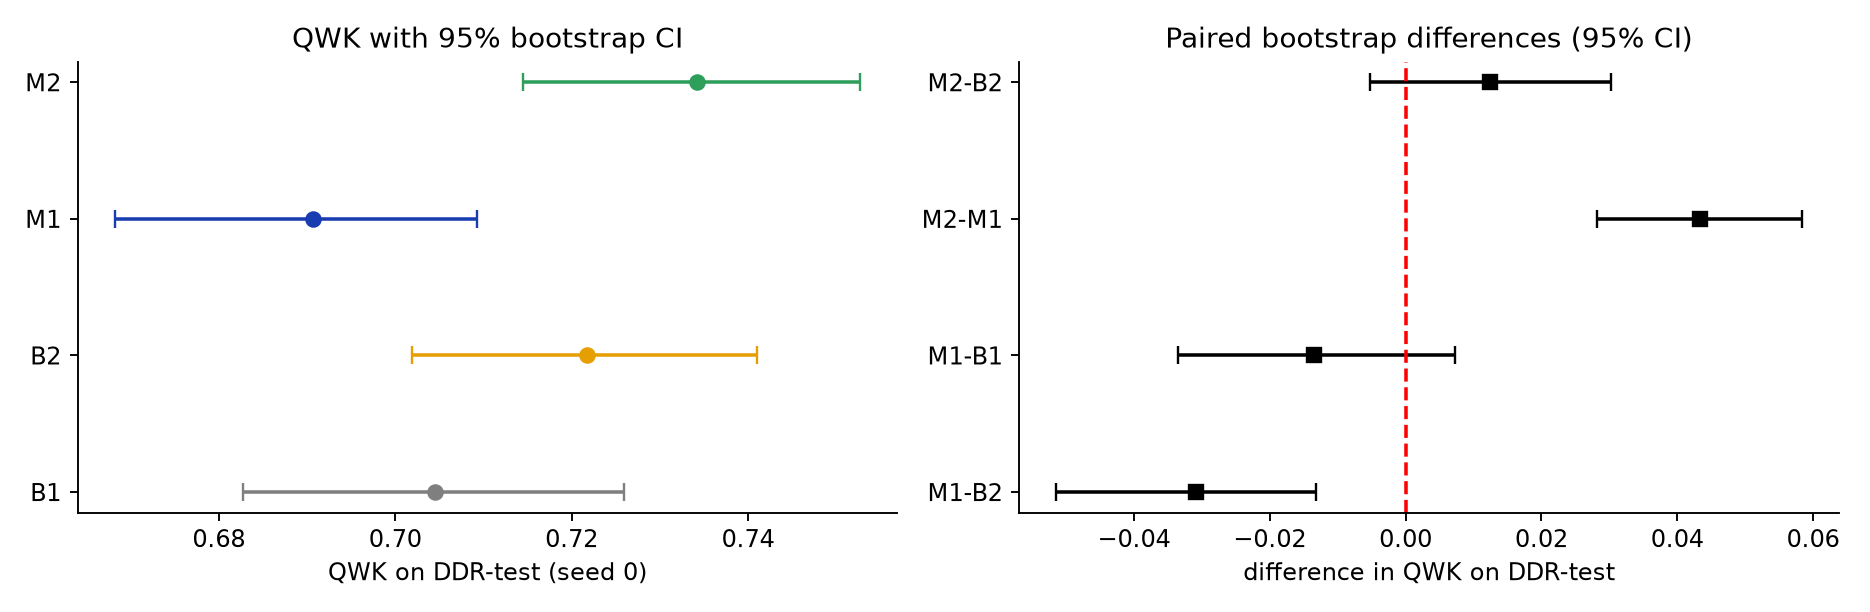 QWK with 95% bootstrap CI
M2
M1
B2
B1
0.68 0.70 0.72 0.74
QWK on DDR-test (seed 0)
Paired bootstrap differences (95% CI)
M2-B2
M2-M1
M1-B1
M1-B2
−0.04 −0.02 0.00 0.02 0.04 0.06
difference in QWK on DDR-test